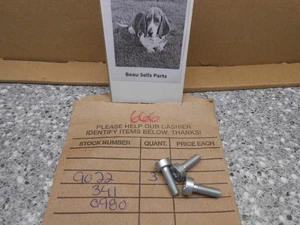 Beau Sells Parts
666
PLEASE HELP OUR CASHIER
IDENTIFY ITEMS BELOW, THANKS!
STOCK NUMBER QUANT. PRICE EACH
9022 3
341
0980